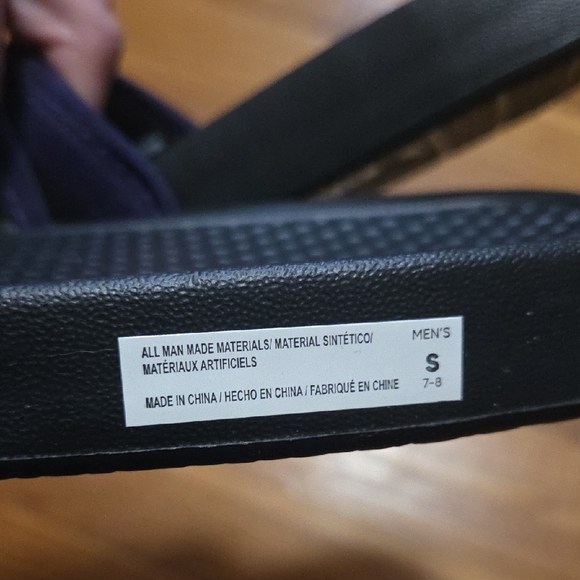 ALL MAN MADE MATERIALS/ MATERIAL SINTÉTICO/
MATÉRIAUX ARTIFICIELS
MADE IN CHINA / HECHO EN CHINA / FABRIQUÉ EN CHINE
MEN'S
S
7-8